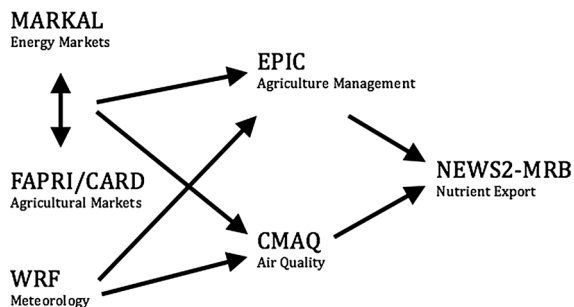 MARKAL
Energy Markets
EPIC
Agriculture Management
FAPRI/CARD
Agricultural Markets
NEWS2-MRB
Nutrient Export
CMAQ
Air Quality
WRF
Meteorology